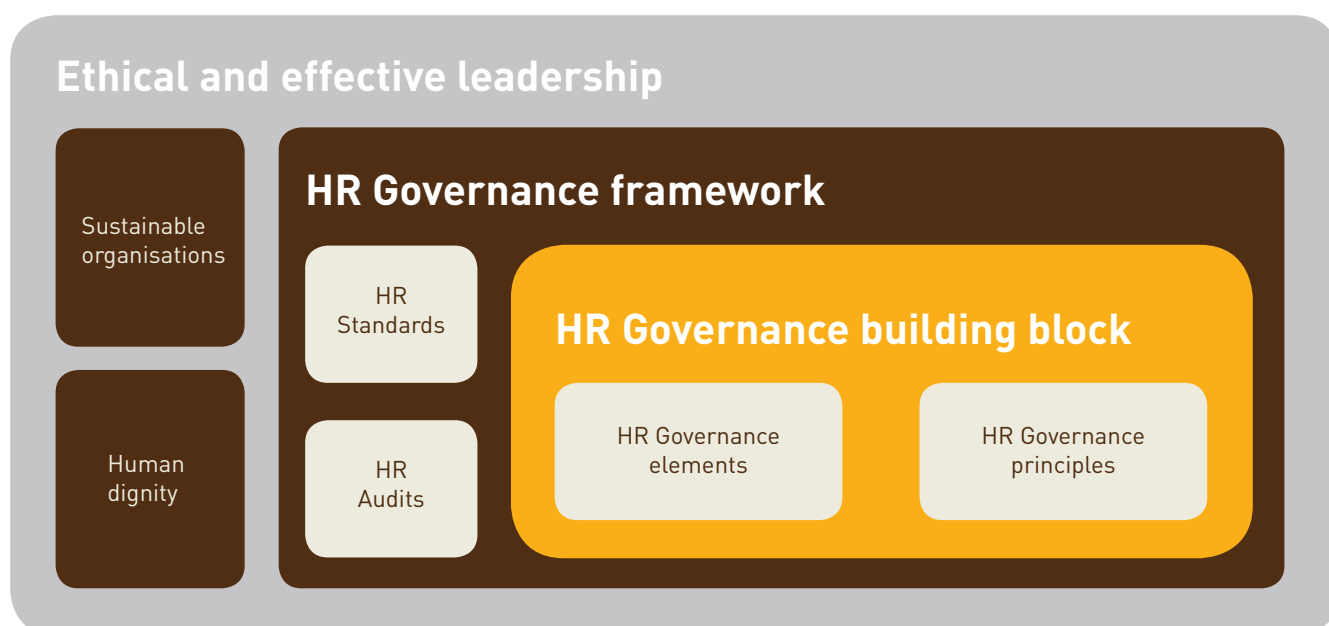 Ethical and effective leadership
Sustainable
organisations
Human
dignity
HR Governance framework
HR
Standards
HR
Audits
HR Governance building block
HR Governance
elements
HR Governance
principles